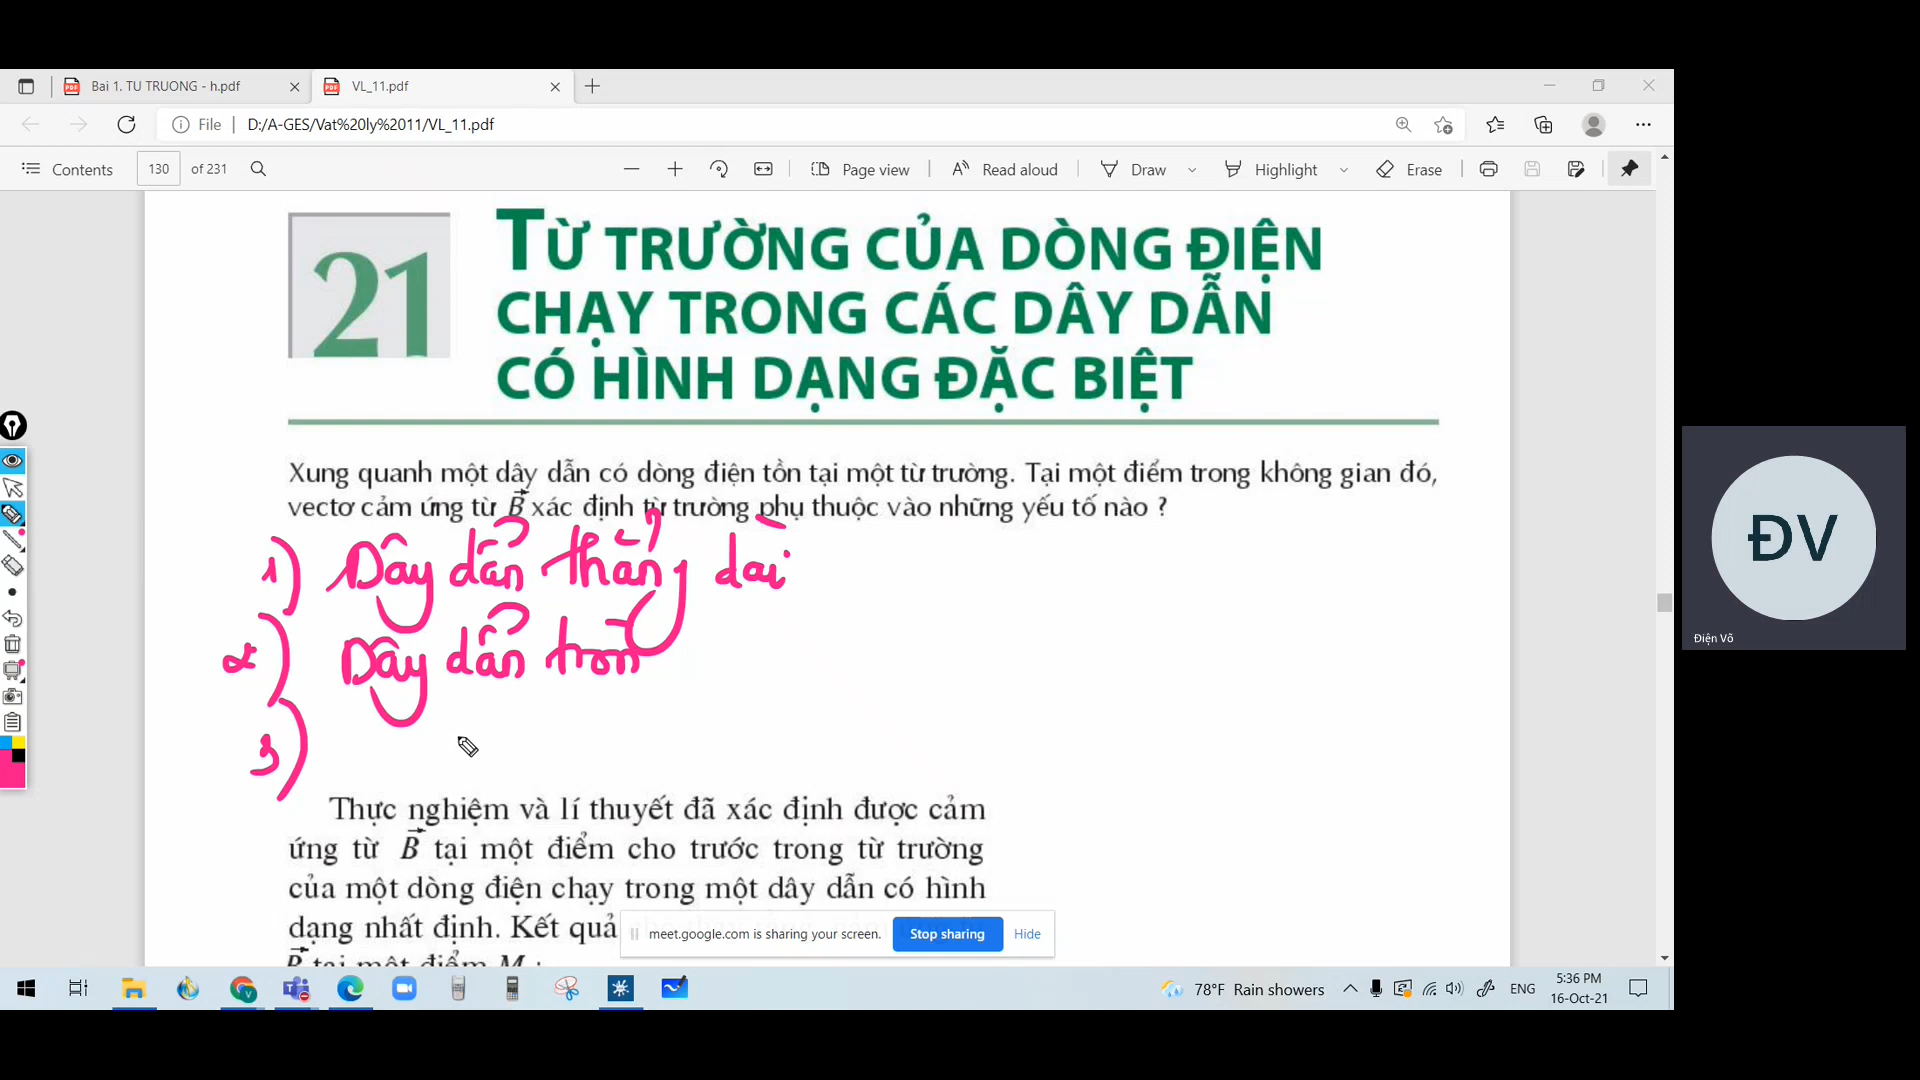 Bai 1. TU TRUONG - h.pdf
VL_11.pdf
File
D:/A-GES/Vat%20ly%2011/VL_11.pdf
Contents
130
of 231
Page view
Read aloud
Draw
Highlight
Erase
21
TỪ TRƯỜNG CỦA DÒNG ĐIỆN
CHẠY TRONG CÁC DÂY DẪN
CÓ HÌNH DẠNG ĐẶC BIỆT
Xung quanh một dây dẫn có dòng điện tồn tại một từ trường. Tại một điểm trong không gian đó,
vectơ cảm ứng từ B⃗ xác định từ trường phụ thuộc vào những yếu tố nào ?
1) Dây dẩn thẳng dài
2) Dây dẩn tròn
3)
Thực nghiệm và lí thuyết đã xác định được cảm
ứng từ B⃗ tại một điểm cho trước trong từ trường
của một dòng điện chạy trong một dây dẫn có hình
dạng nhất định. Kết quả
B⃗ tại một điểm M :
meet.google.com is sharing your screen.
Stop sharing
Hide
ĐV
Điện Võ
78°F Rain showers
ENG
5:36 PM
16-Oct-21